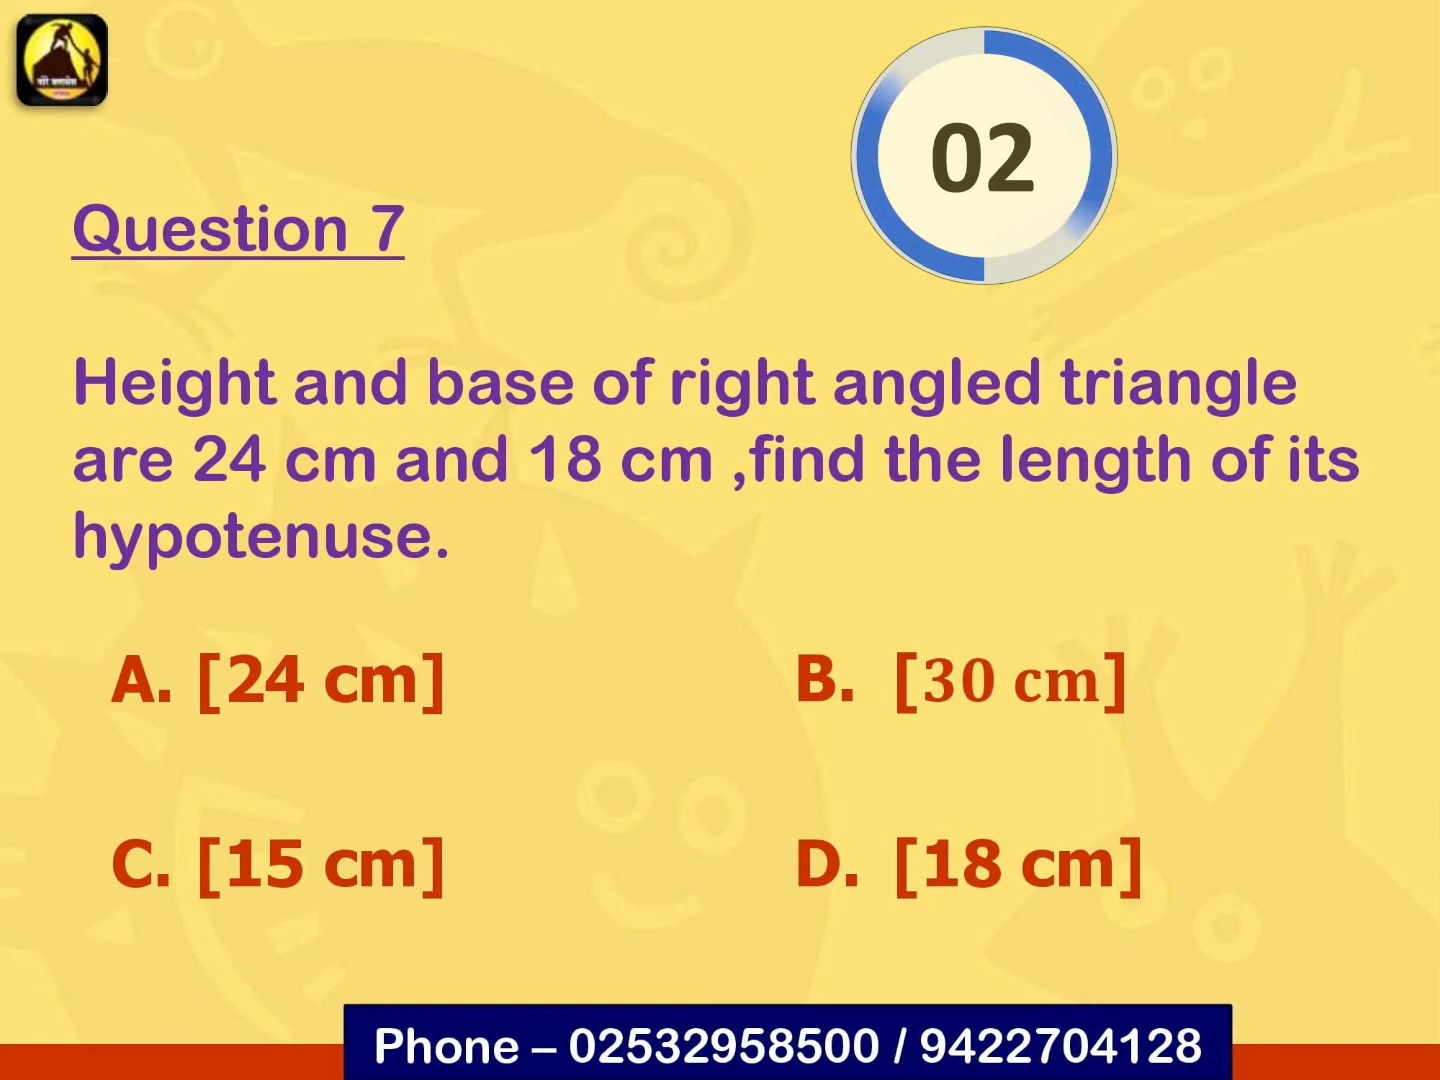 02
Question 7
Height and base of right angled triangle
are 24 cm and 18 cm ,find the length of its
hypotenuse.
A. [24 cm]
B. [30 cm]
C. [15 cm]
D. [18 cm]
Phone – 02532958500 / 9422704128